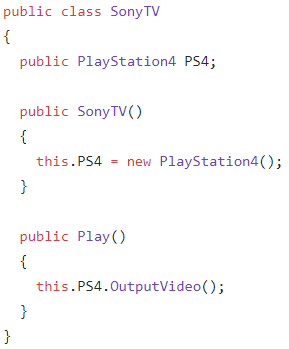 public class SonyTV
{
  public PlayStation4 PS4;

  public SonyTV()
  {
    this.PS4 = new PlayStation4();
  }

  public Play()
  {
    this.PS4.OutputVideo();
  }
}